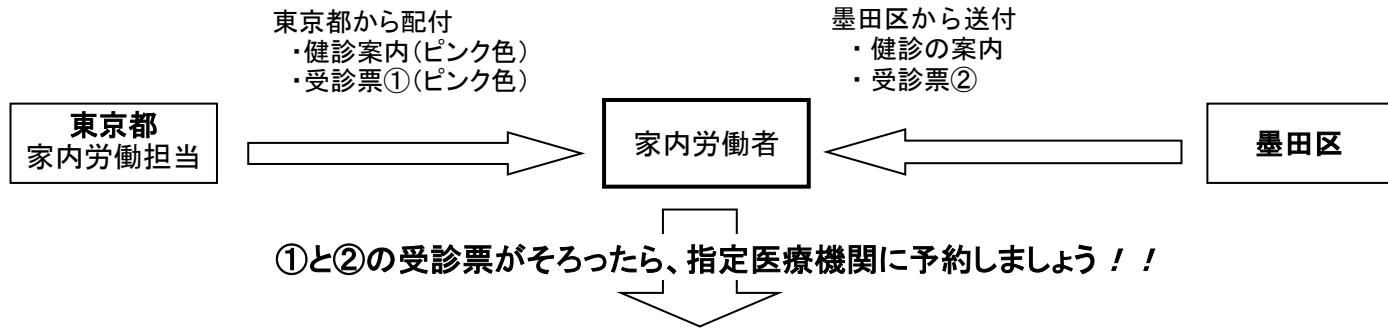 東京都から配付
・健診案内(ピンク色)
・受診票①(ピンク色)
墨田区から送付
・ 健診の案内
・ 受診票②
東京都
家内労働担当
家内労働者
墨田区
①と②の受診票がそろったら、指定医療機関に予約しましょう！！